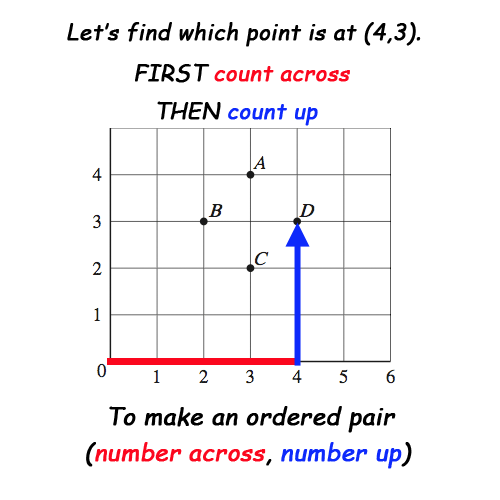 Let's find which point is at (4,3).
FIRST count across
THEN count up
A
4
B
D
3
C
2
1
0
1 2 3 4 5 6
To make an ordered pair
(number across, number up)